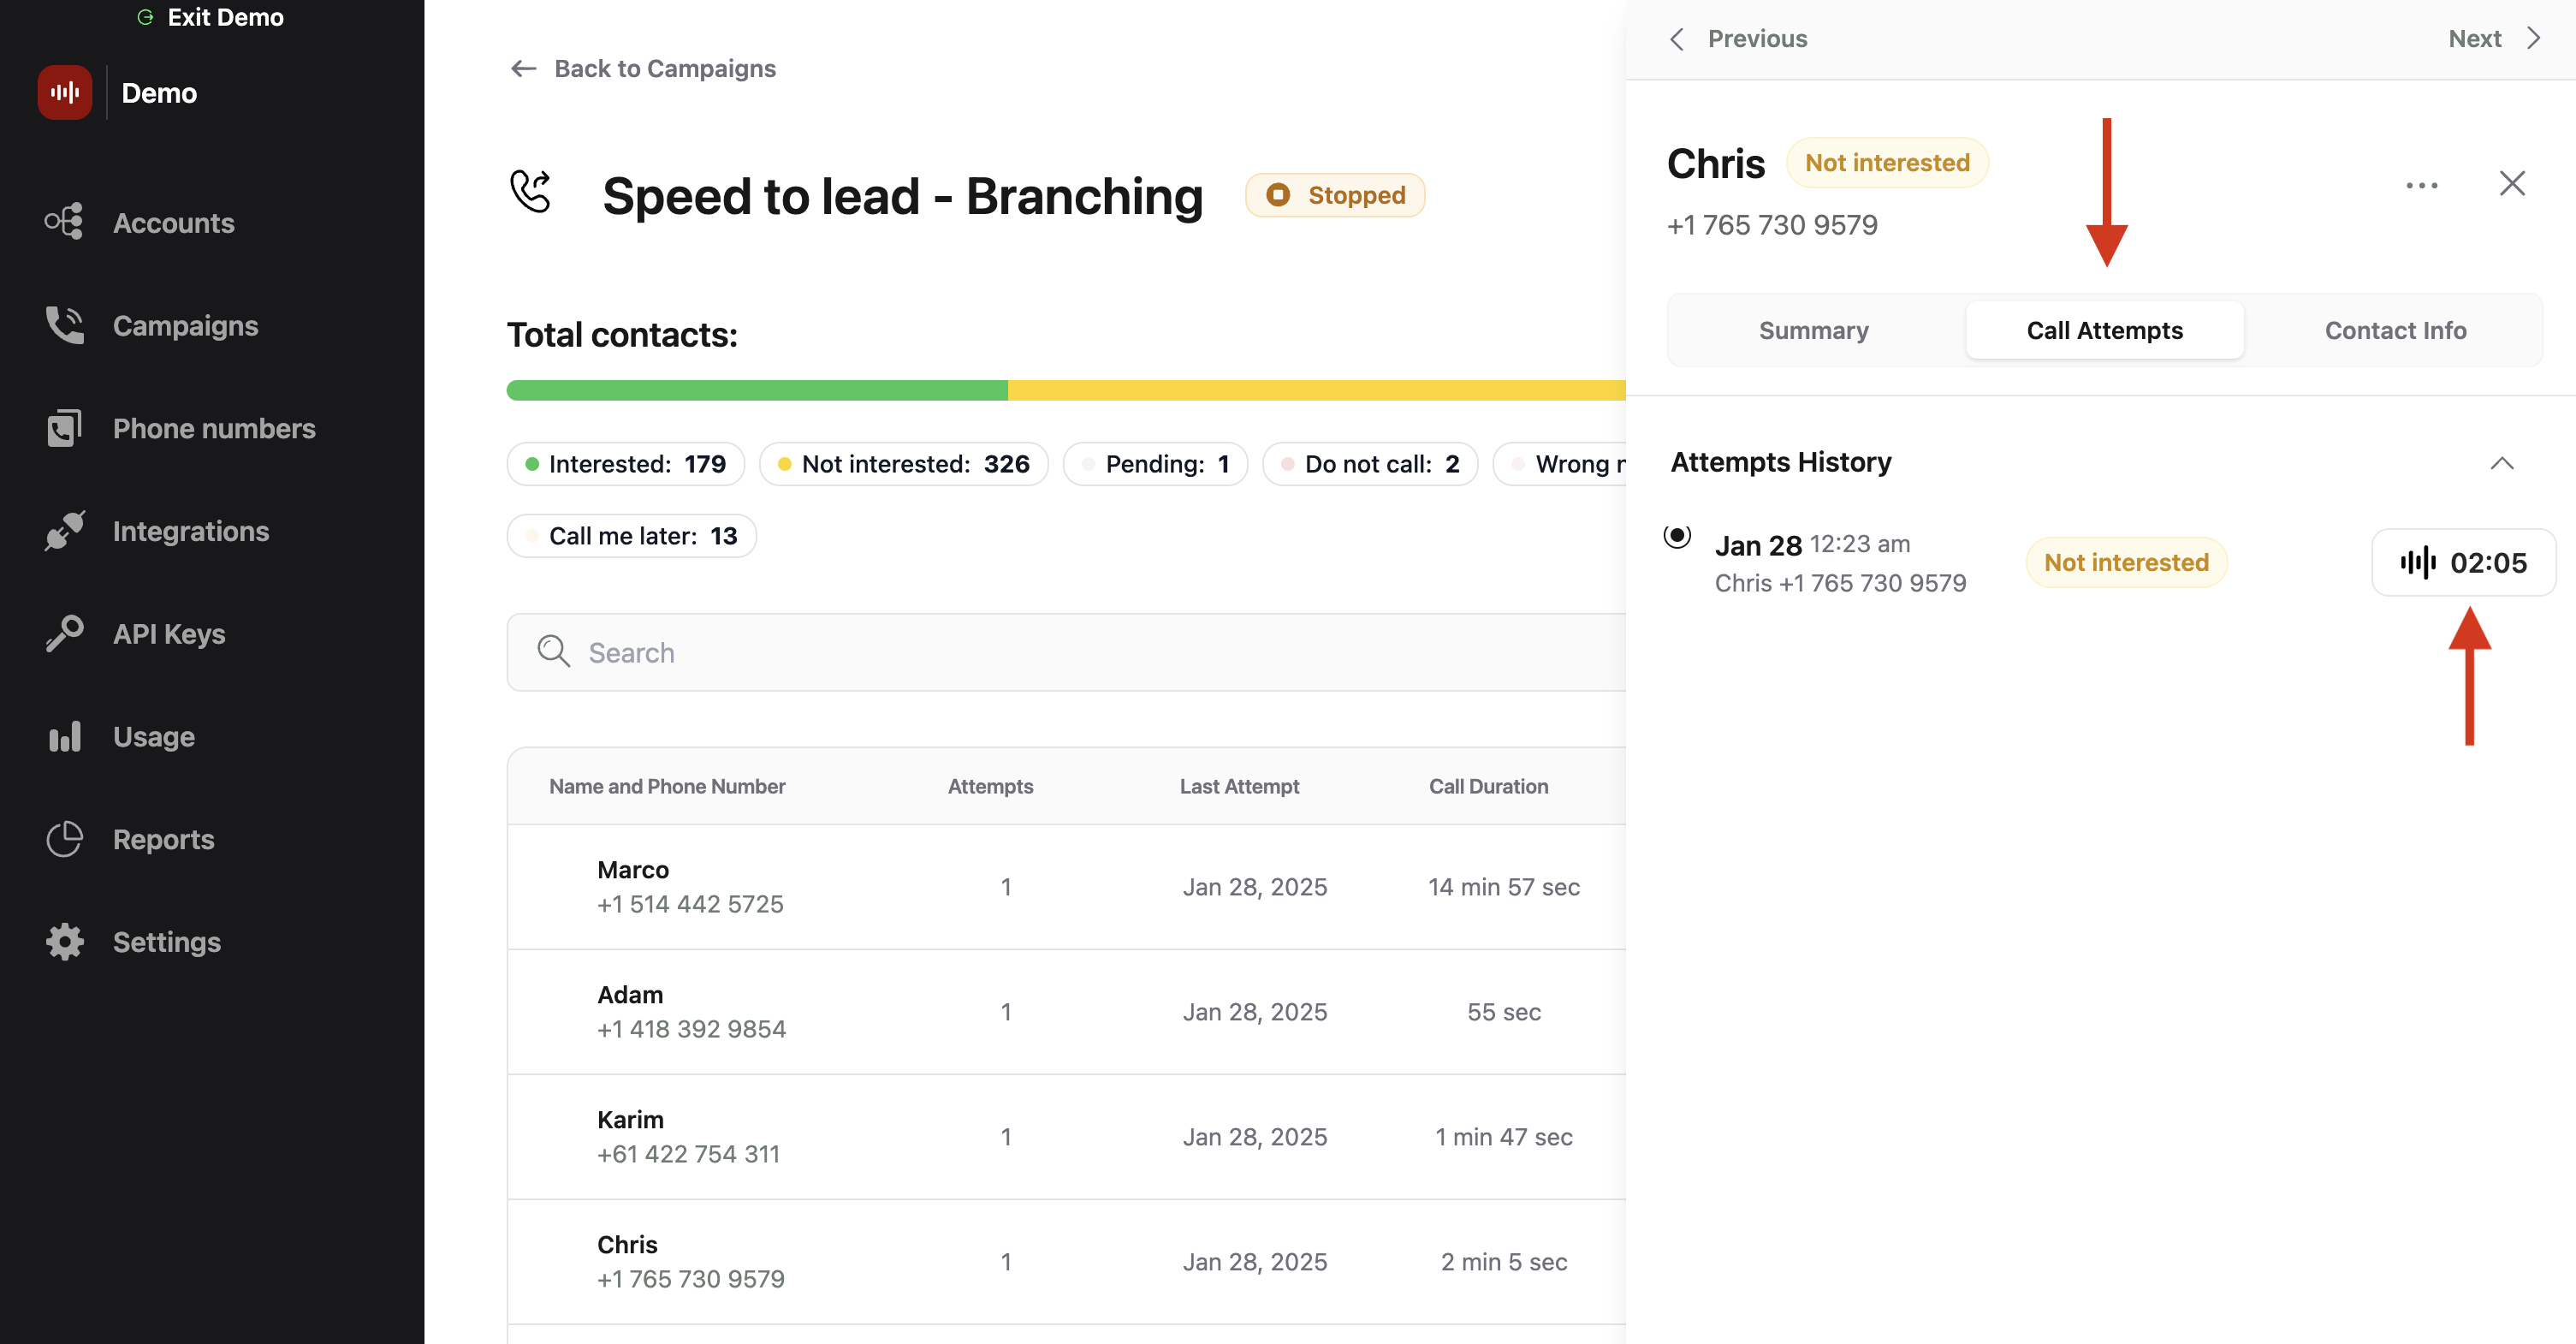 Exit Demo
Demo
Accounts
Campaigns
Phone numbers
Integrations
API Keys
Usage
Reports
Settings
Back to Campaigns
Speed to lead - Branching Stopped
Total contacts:
Interested: 179 Not interested: 326 Pending: 1 Do not call: 2 Wrong
Call me later: 13
Search
Name and Phone Number Attempts Last Attempt Call Duration
Marco
+1 514 442 5725 1 Jan 28, 2025 14 min 57 sec
Adam
+1 418 392 9854 1 Jan 28, 2025 55 sec
Karim
+61 422 754 311 1 Jan 28, 2025 1 min 47 sec
Chris
+1 765 730 9579 1 Jan 28, 2025 2 min 5 sec
Previous Next
Chris Not interested
+1 765 730 9579
Summary Call Attempts Contact Info
Attempts History
Jan 28 12:23 am Not interested 02:05
Chris +1 765 730 9579